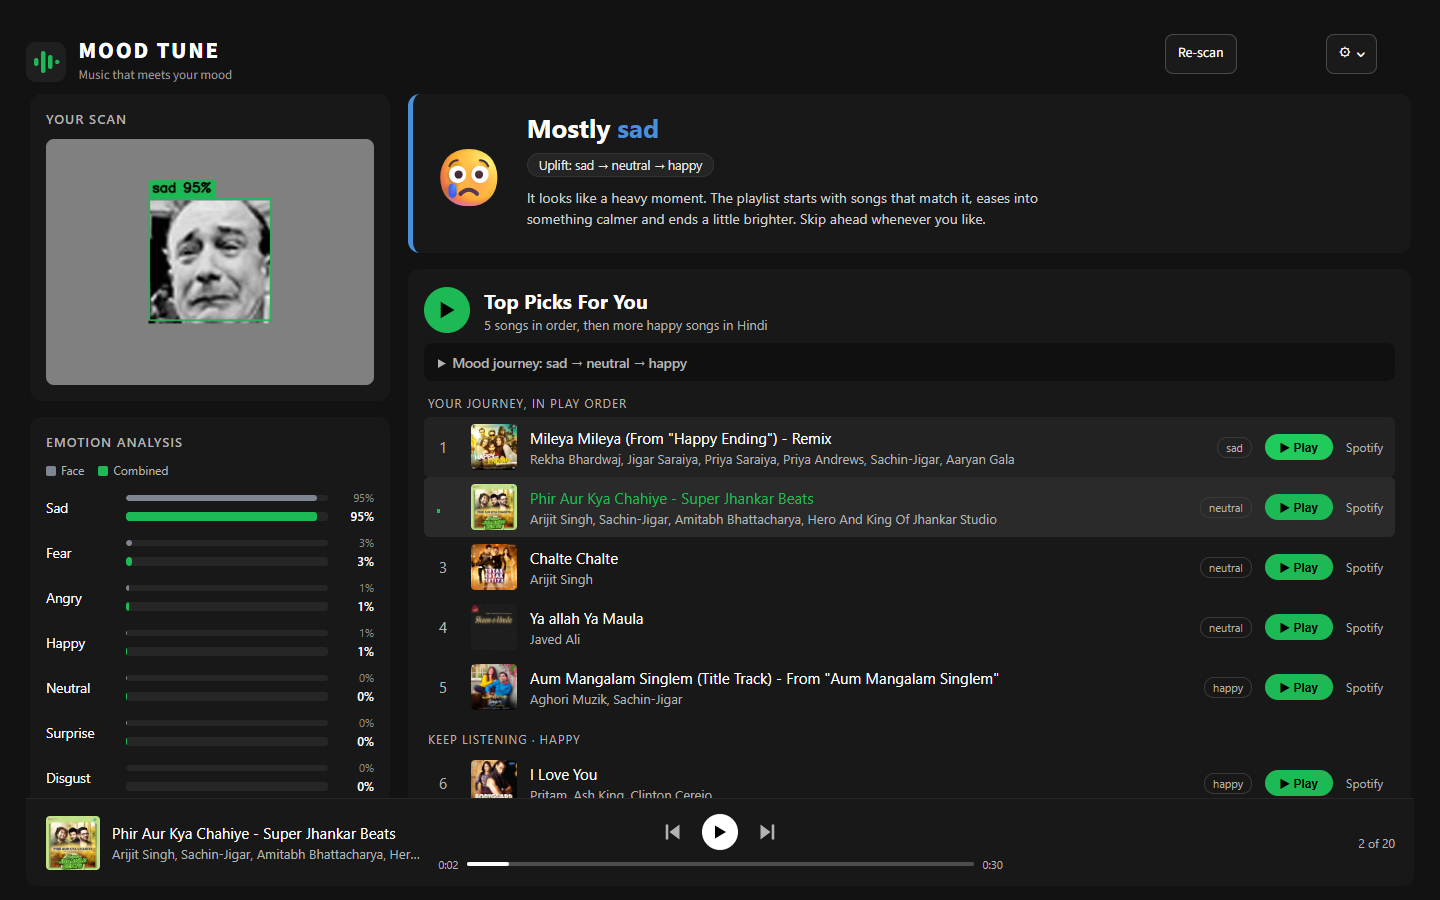 MOOD TUNE
Music that meets your mood
Re-scan
YOUR SCAN
sad 95%
Mostly sad
Uplift: sad → neutral → happy
It looks like a heavy moment. The playlist starts with songs that match it, eases into
something calmer and ends a little brighter. Skip ahead whenever you like.
EMOTION ANALYSIS
Face
Combined
Sad
95%
95%
Fear
3%
3%
Angry
1%
1%
Happy
1%
1%
Neutral
0%
0%
Surprise
0%
0%
Disgust
0%
0%
Top Picks For You
5 songs in order, then more happy songs in Hindi
▶ Mood journey: sad → neutral → happy
YOUR JOURNEY, IN PLAY ORDER
1
Mileya Mileya (From "Happy Ending") - Remix
Rekha Bhardwaj, Jigar Saraiya, Priya Saraiya, Priya Andrews, Sachin-Jigar, Aaryan Gala
sad
▶ Play
Spotify
Phir Aur Kya Chahiye - Super Jhankar Beats
Arijit Singh, Sachin-Jigar, Amitabh Bhattacharya, Hero And King Of Jhankar Studio
neutral
▶ Play
Spotify
3
Chalte Chalte
Arijit Singh
neutral
▶ Play
Spotify
4
Ya allah Ya Maula
Javed Ali
neutral
▶ Play
Spotify
5
Aum Mangalam Singlem (Title Track) - From "Aum Mangalam Singlem"
Aghori Muzik, Sachin-Jigar
happy
▶ Play
Spotify
KEEP LISTENING · HAPPY
6
I Love You
Pritam, Ash King, Clinton Cerejo
happy
▶ Play
Spotify
Phir Aur Kya Chahiye - Super Jhankar Beats
Arijit Singh, Sachin-Jigar, Amitabh Bhattacharya, Her...
0:02
0:30
2 of 20